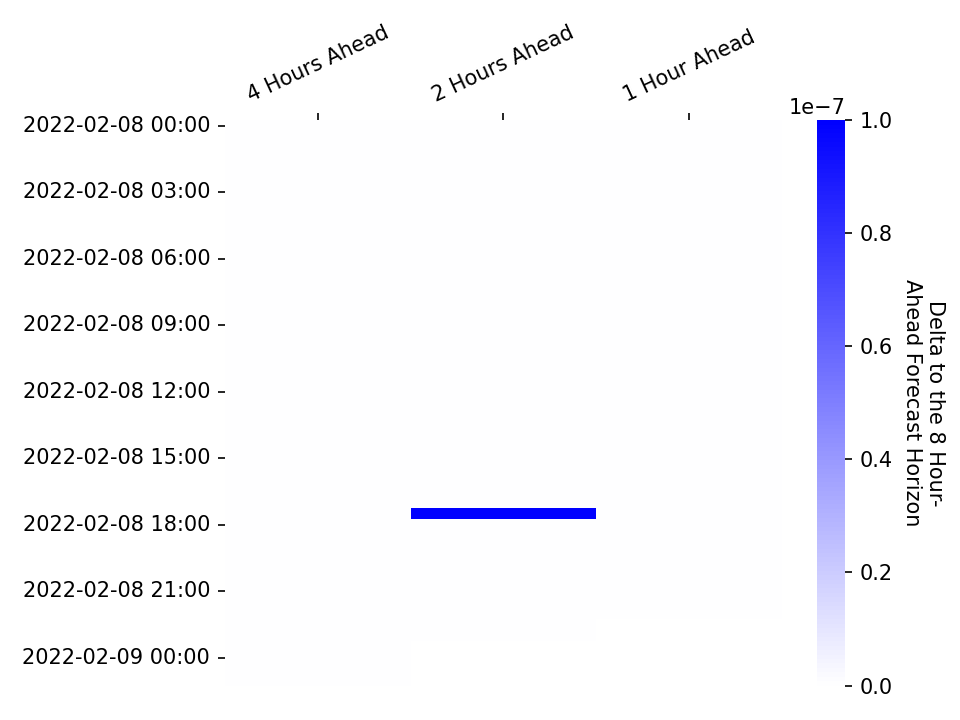 4 Hours Ahead
2 Hours Ahead
1 Hour Ahead
2022-02-08 00:00
2022-02-08 03:00
2022-02-08 06:00
2022-02-08 09:00
2022-02-08 12:00
2022-02-08 15:00
2022-02-08 18:00
2022-02-08 21:00
2022-02-09 00:00
1e−7
1.0
0.8
0.6
0.4
0.2
0.0
Delta to the 8 Hour-
Ahead Forecast Horizon